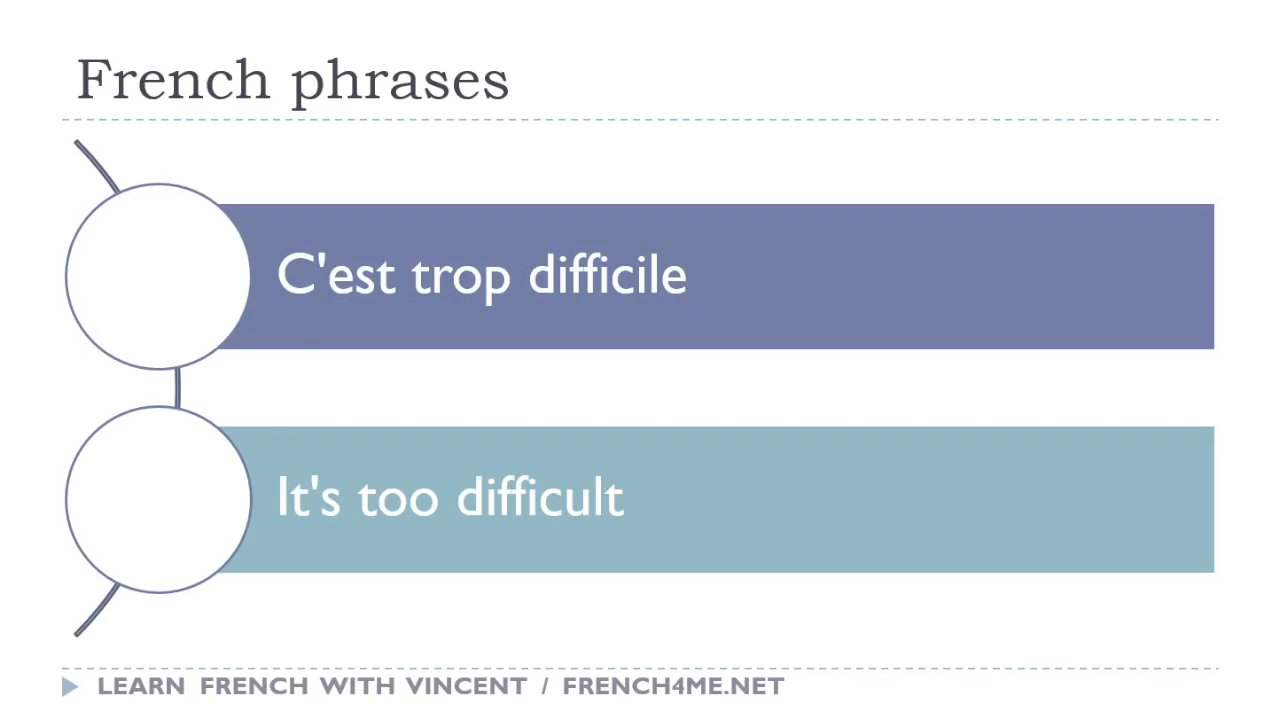 French phrases
C'est trop difficile
It's too difficult
LEARN FRENCH WITH VINCENT / FRENCH4ME.NET